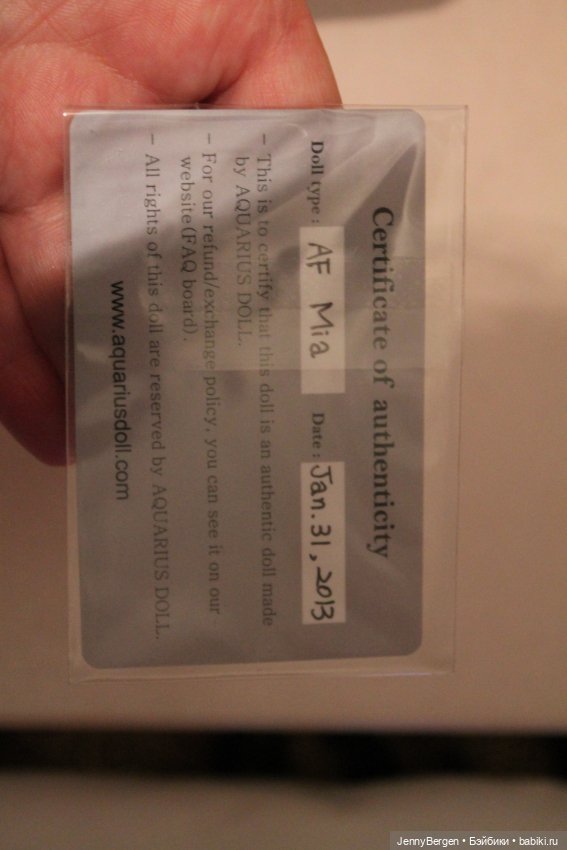 Certificate of authenticity
Doll type : AF Mia Date : Jan. 31, 2013
- This is to certify that this doll is an authentic doll made
by AQUARIUS DOLL.
- For our refund/exchange policy, you can see it on our
website(FAQ board).
- All rights of this doll are reserved by AQUARIUS DOLL.
www.aquariusdoll.com
JennyBergen • Бэйбики • babiki.ru